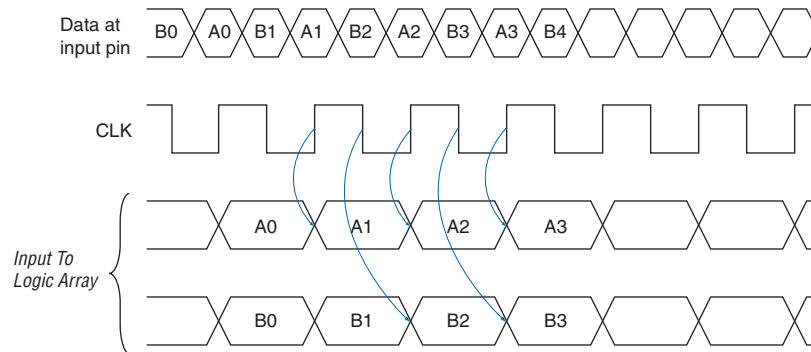 Data at
input pin
B0 A0 B1 A1 B2 A2 B3 A3 B4
CLK
A0 A1 A2 A3
Input To
Logic Array
B0 B1 B2 B3